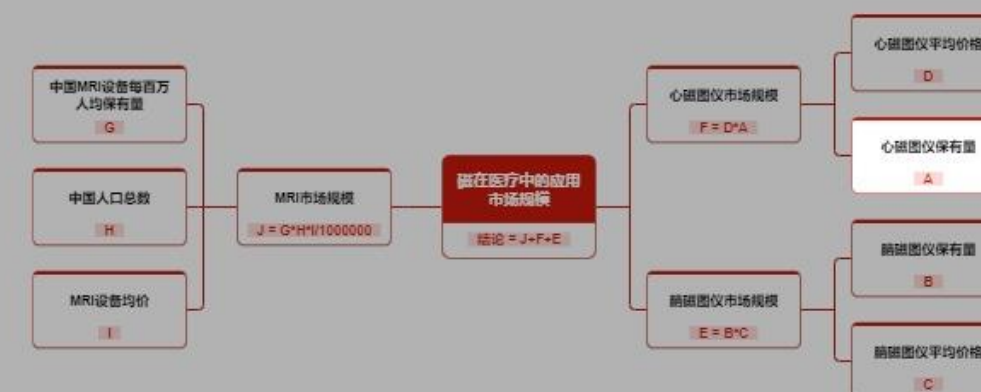 中国MRI设备每百万
人均保有量
G
中国人口总数
H
MRI设备均价
I
MRI市场规模
J = G*H*I/1000000
磁在医疗中的应用
市场规模
结论 = J+F+E
心磁图仪市场规模
F = D*A
脑磁图仪市场规模
E = B*C
心磁图仪平均价格
D
心磁图仪保有量
A
脑磁图仪保有量
B
脑磁图仪平均价格
C